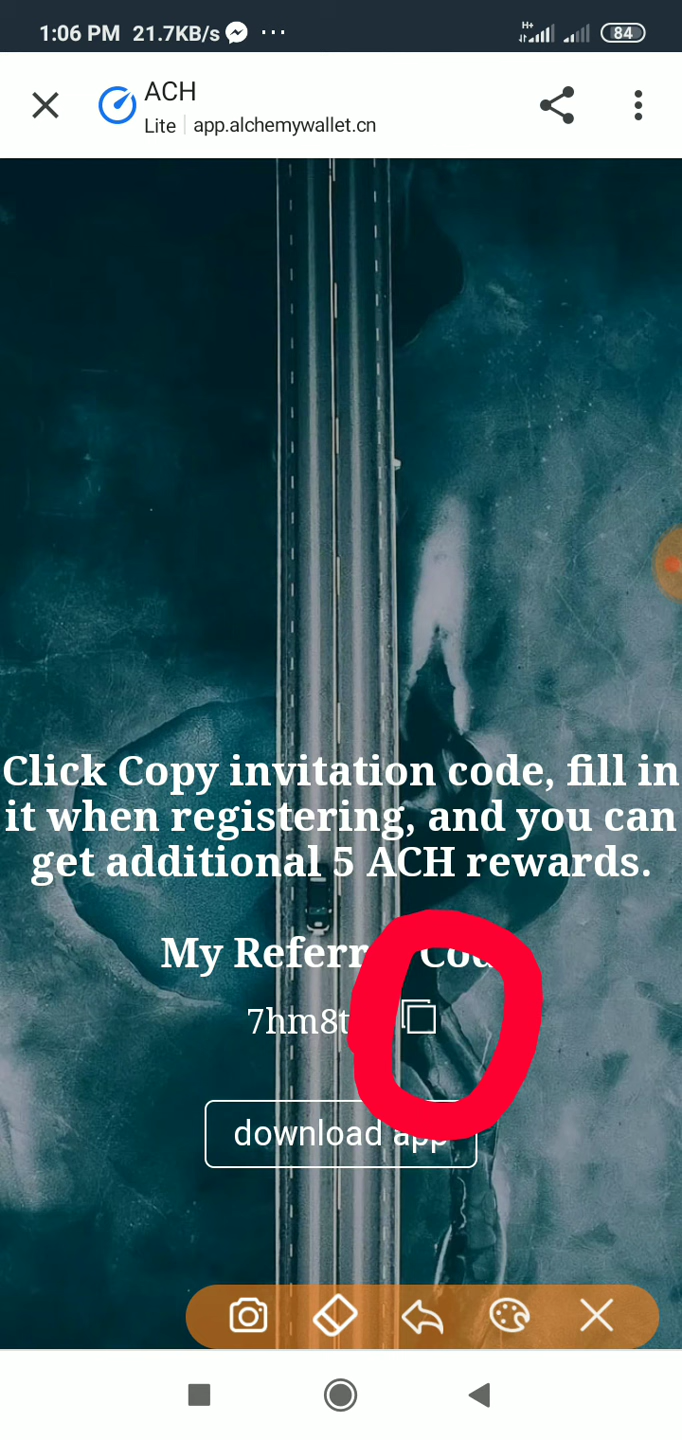 1:06 PM 21.7KB/s ...
H+
84
ACH
Lite app.alchemywallet.cn
Click Copy invitation code, fill in
it when registering, and you can
get additional 5 ACH rewards.
My Referr
7hm8t
download app